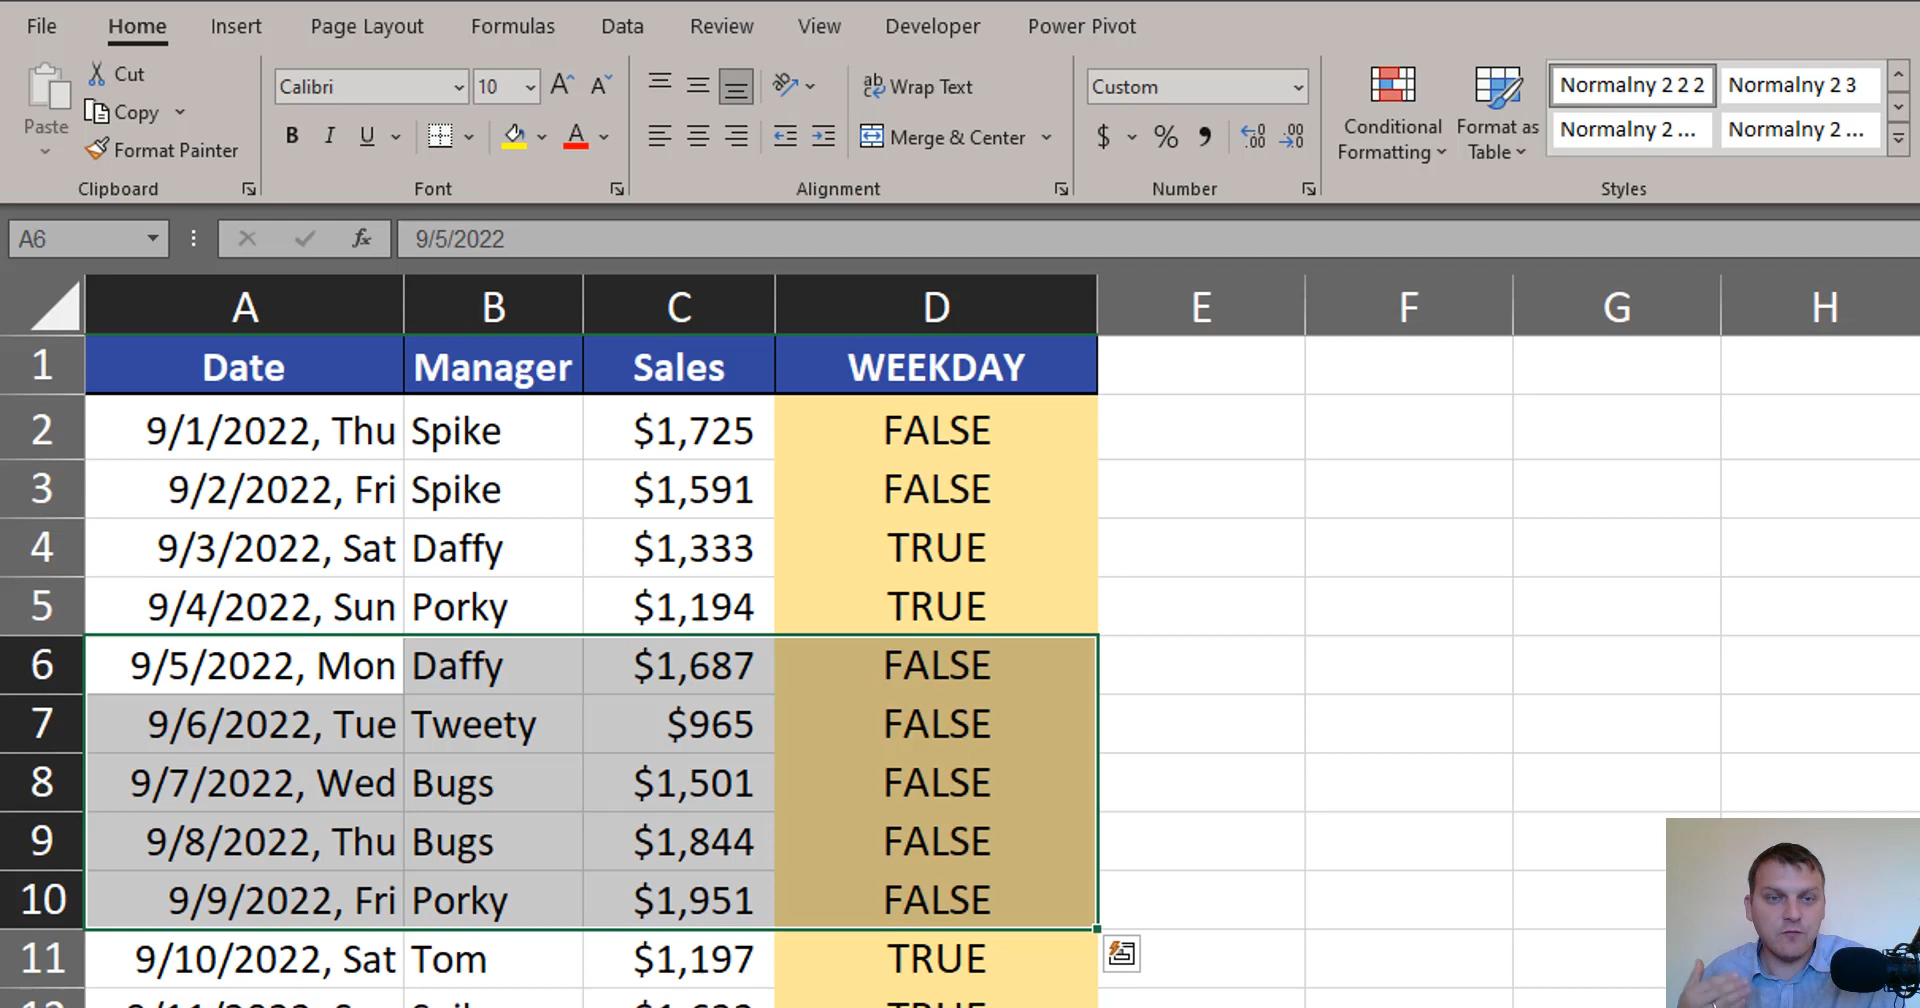 File Home Insert Page Layout Formulas Data Review View Developer Power Pivot
Paste
Cut
Copy
Format Painter
Clipboard
Calibri 10 A A
B I U A
Font
ab Wrap Text
Merge & Center
Alignment
Custom
$ % , .00 .00
Number
Conditional Formatting
Format as Table
Normalny 2 2 2 Normalny 2 3
Normalny 2 ... Normalny 2 ...
Styles
A6 fx 9/5/2022
A B C D E F G H
1 Date Manager Sales WEEKDAY
2 9/1/2022, Thu Spike $1,725 FALSE
3 9/2/2022, Fri Spike $1,591 FALSE
4 9/3/2022, Sat Daffy $1,333 TRUE
5 9/4/2022, Sun Porky $1,194 TRUE
6 9/5/2022, Mon Daffy $1,687 FALSE
7 9/6/2022, Tue Tweety $965 FALSE
8 9/7/2022, Wed Bugs $1,501 FALSE
9 9/8/2022, Thu Bugs $1,844 FALSE
10 9/9/2022, Fri Porky $1,951 FALSE
11 9/10/2022, Sat Tom $1,197 TRUE